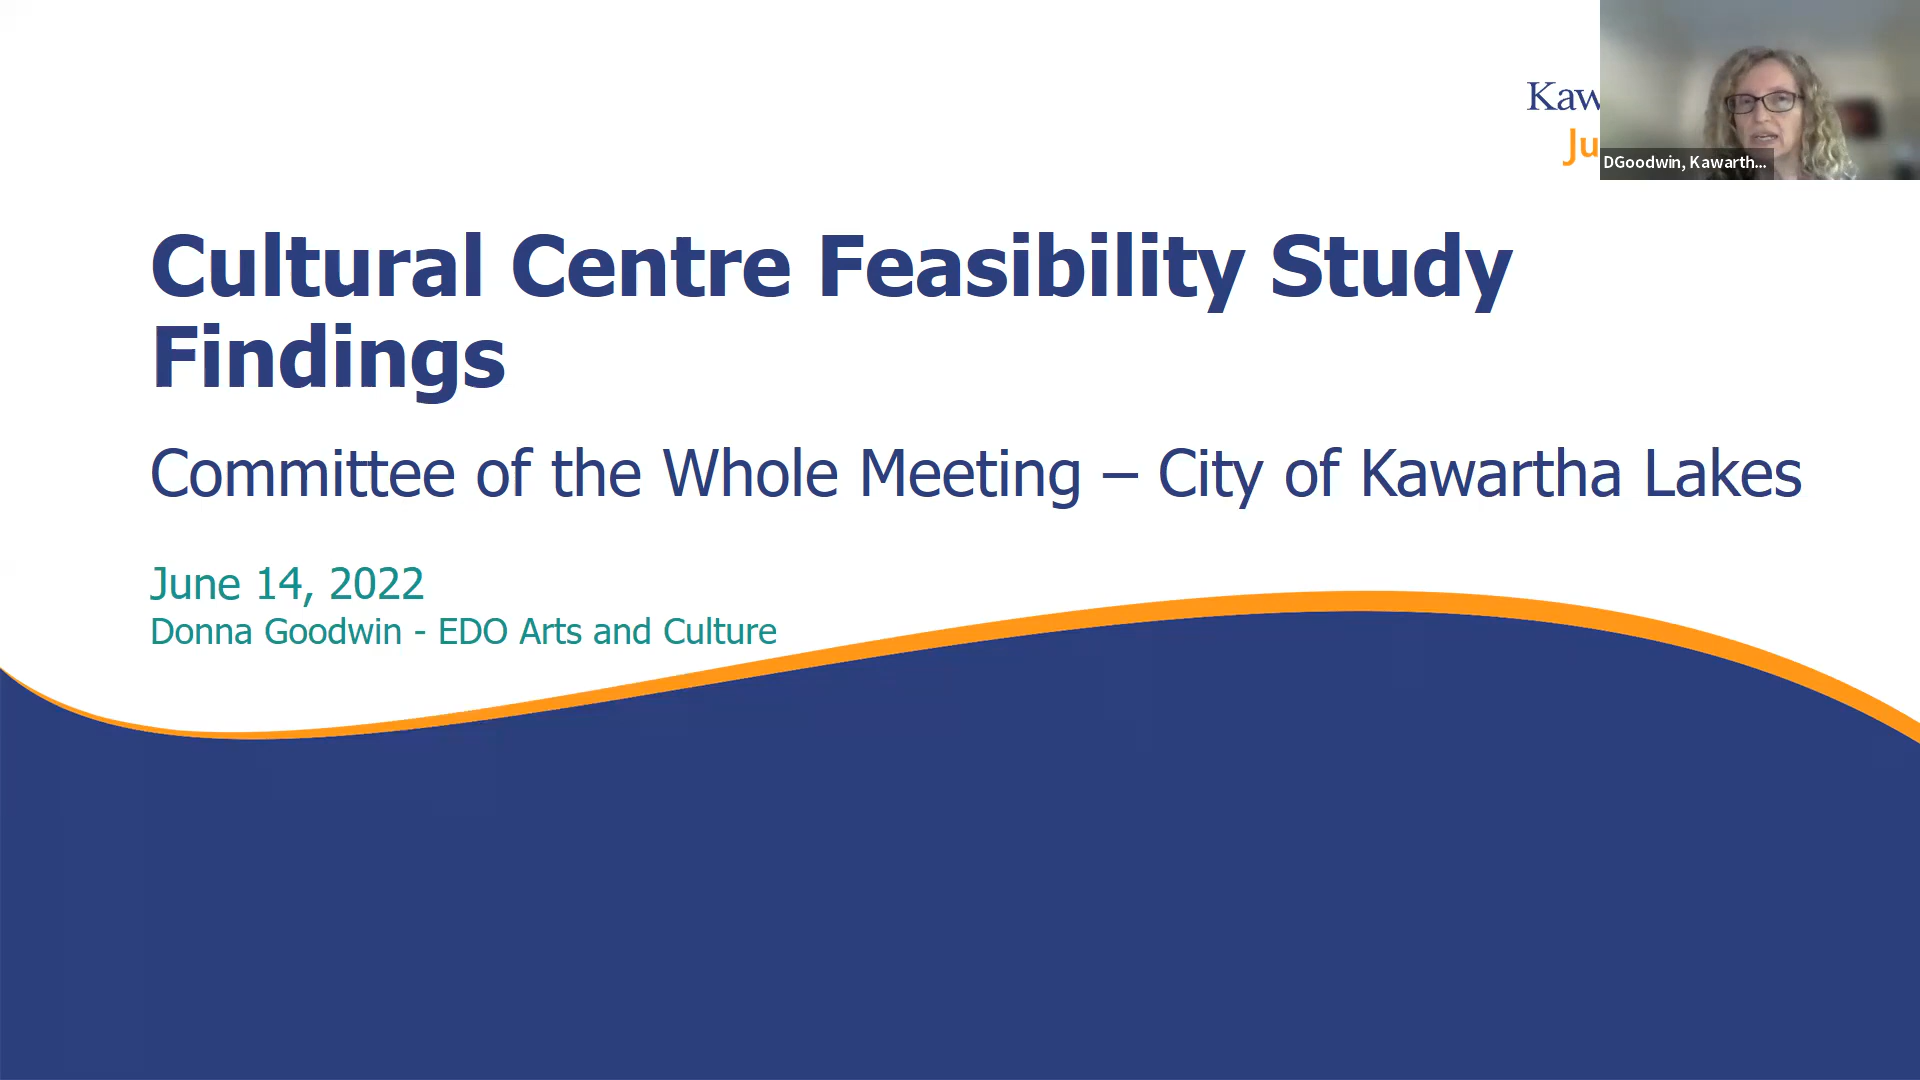 Kaw
Ju
DGoodwin, Kawarth...
Cultural Centre Feasibility Study
Findings
Committee of the Whole Meeting – City of Kawartha Lakes
June 14, 2022
Donna Goodwin - EDO Arts and Culture